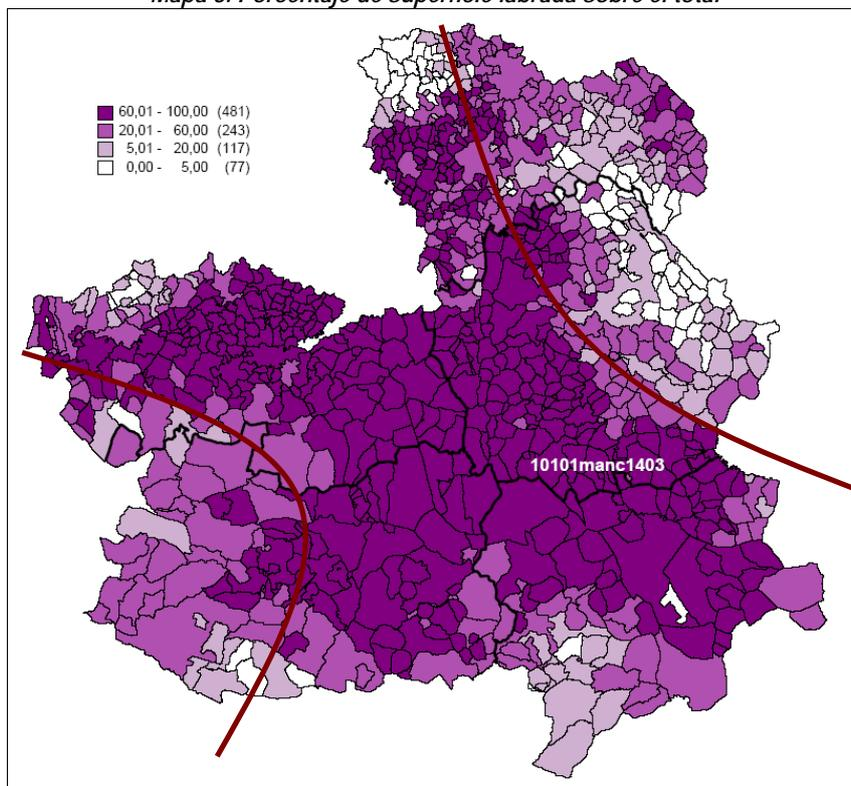 Mapa 3. Porcentaje de superficie labrada sobre el total
60,01 - 100,00 (481)
20,01 - 60,00 (243)
5,01 - 20,00 (117)
0,00 - 5,00 (77)
10101manc1403